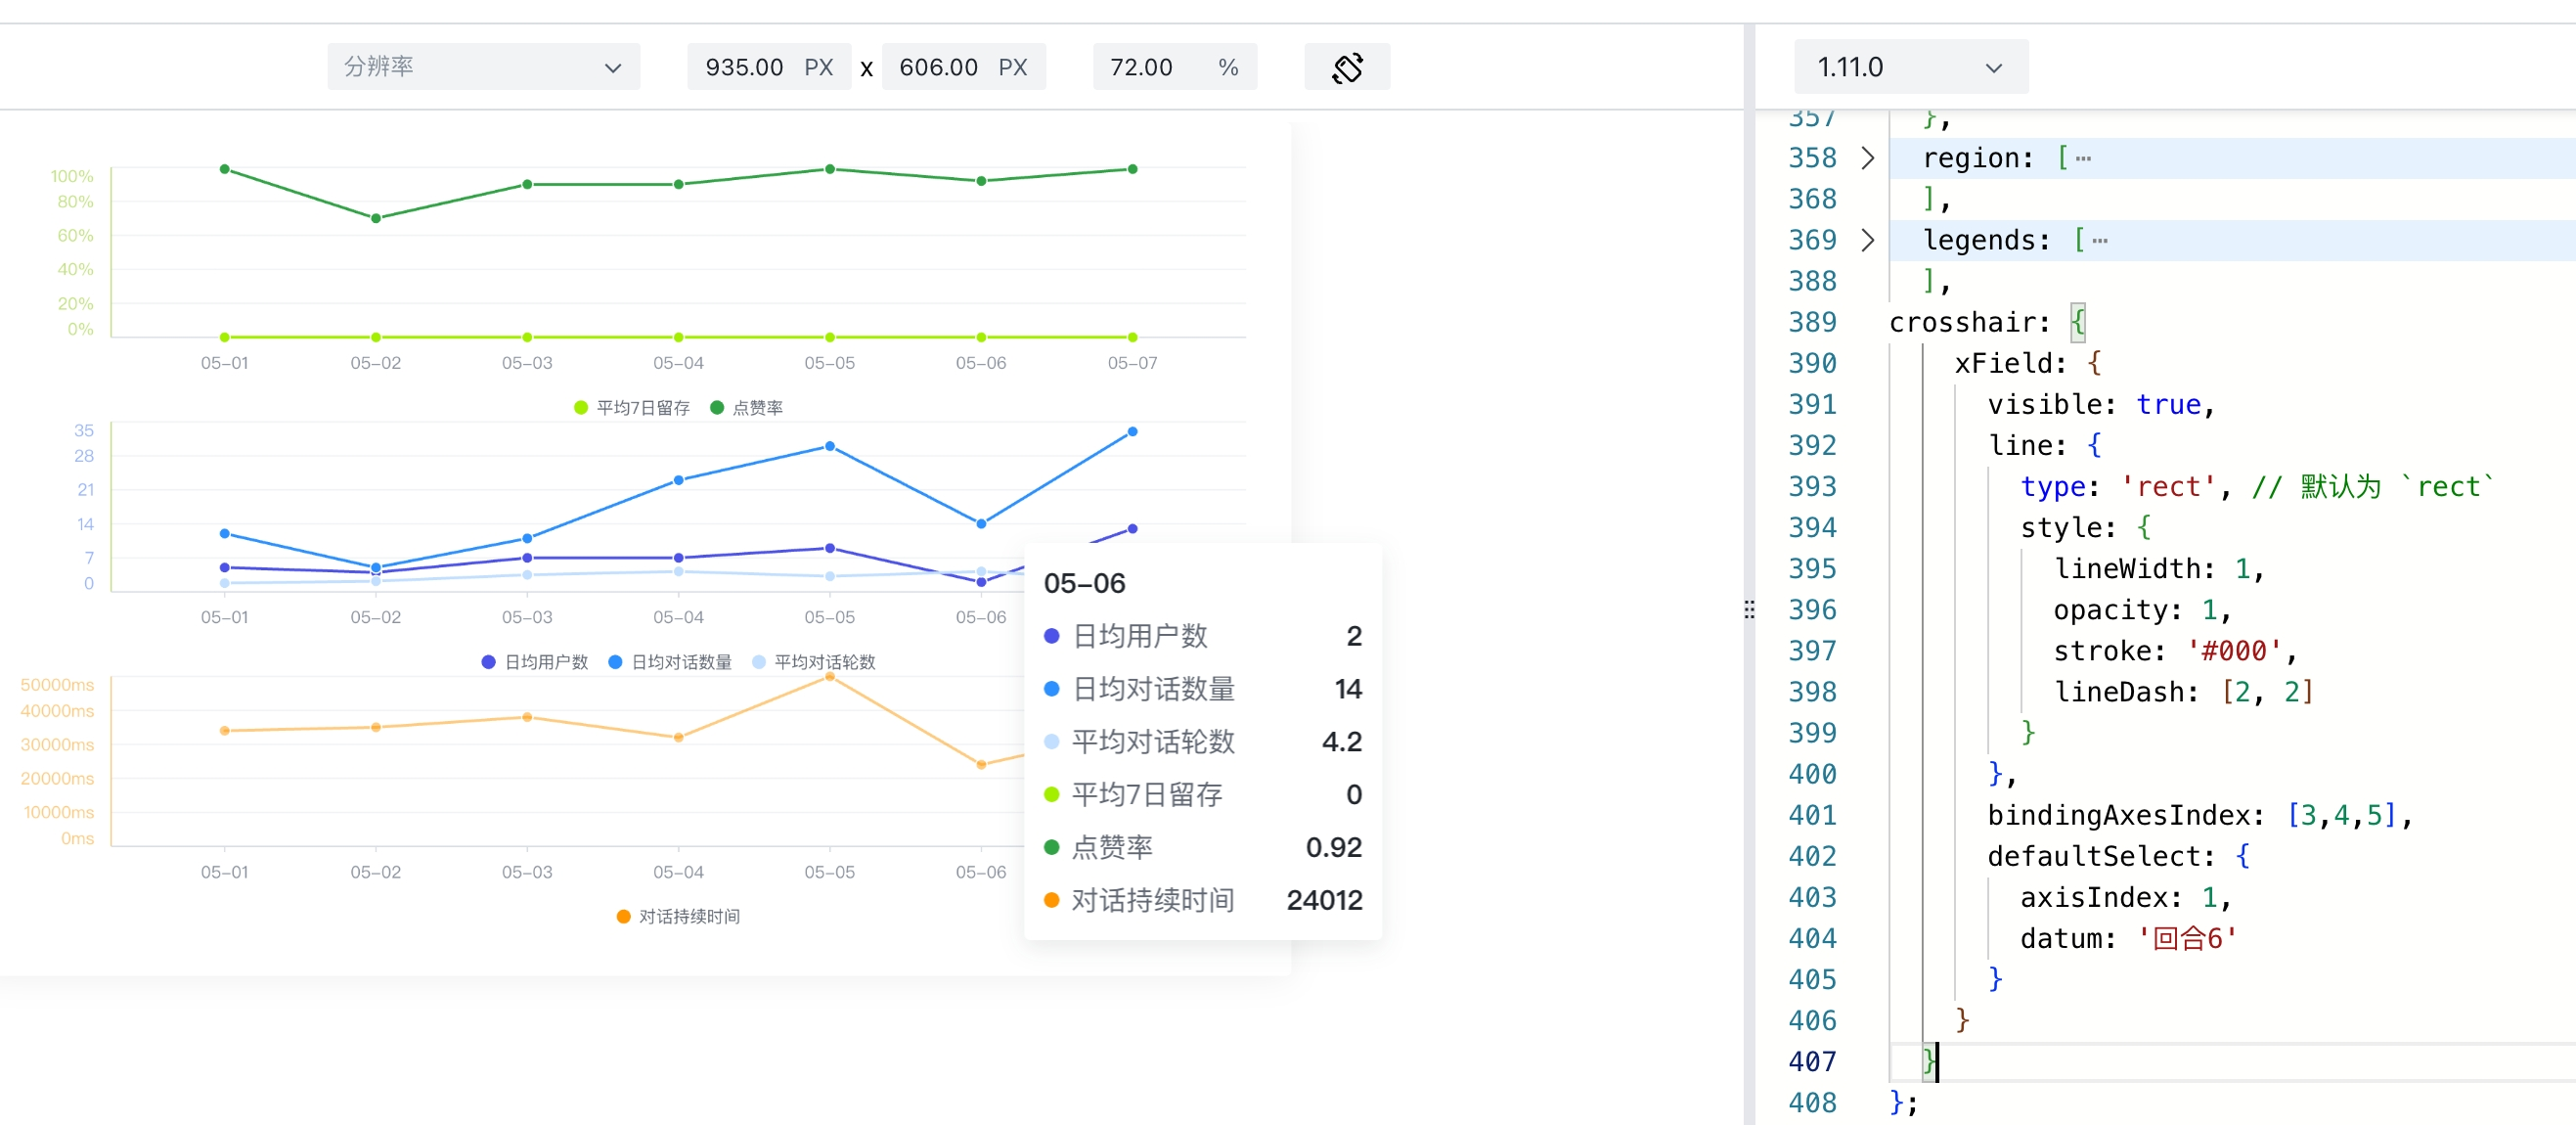 分辨率
935.00 PX x 606.00 PX
72.00 %
1.11.0
100%
80%
60%
40%
20%
0%
05-01 05-02 05-03 05-04 05-05 05-06 05-07
平均7日留存 点赞率
35
28
21
14
7
0
05-01 05-02 05-03 05-04 05-05 05-06
日均用户数 日均对话数量 平均对话轮数
50000ms
40000ms
30000ms
20000ms
10000ms
0ms
05-01 05-02 05-03 05-04 05-05 05-06
对话持续时间
05-06
日均用户数 2
日均对话数量 14
平均对话轮数 4.2
平均7日留存 0
点赞率 0.92
对话持续时间 24012
357 },
358 region: [⋯
368 ],
369 legends: [⋯
388 ],
389 crosshair: {
390 xField: {
391 visible: true,
392 line: {
393 type: 'rect', // 默认为 `rect`
394 style: {
395 lineWidth: 1,
396 opacity: 1,
397 stroke: '#000',
398 lineDash: [2, 2]
399 }
400 },
401 bindingAxesIndex: [3,4,5],
402 defaultSelect: {
403 axisIndex: 1,
404 datum: '回合6'
405 }
406 }
407 }
408 };